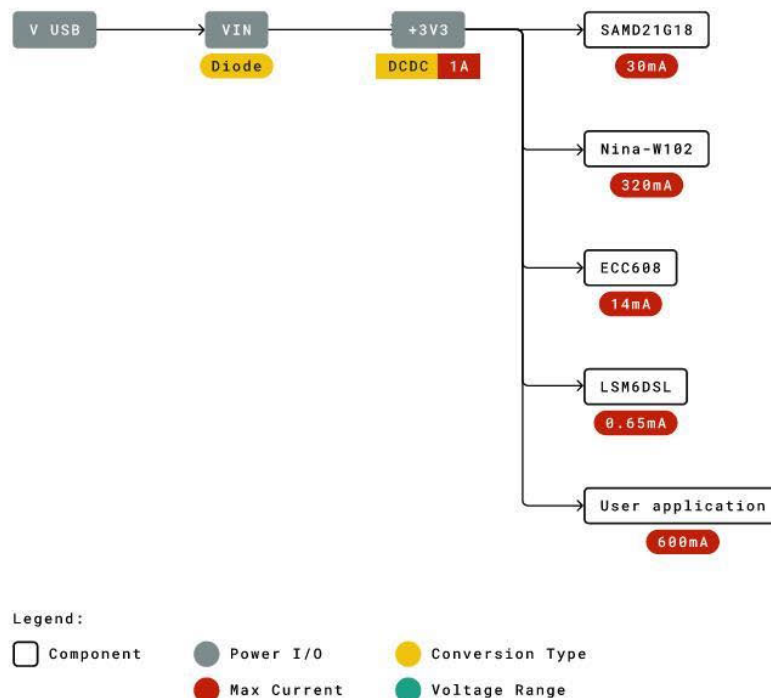 V USB
VIN
+3V3
SAMD21G18
Diode
DCDC 1A
30mA
Nina-W102
320mA
ECC608
14mA
LSM6DSL
0.65mA
User application
600mA
Legend:
Component
Power I/O
Conversion Type
Max Current
Voltage Range